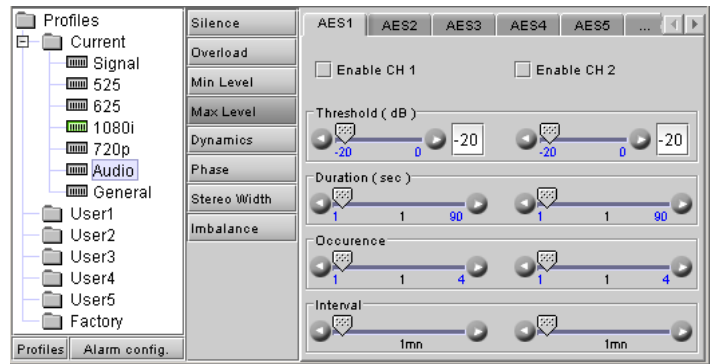 Profiles
Current
Signal
525
625
1080i
720p
Audio
General
User1
User2
User3
User4
User5
Factory
Profiles Alarm config.
Silence
Overload
Min Level
Max Level
Dynamics
Phase
Stereo Width
Imbalance
AES1 AES2 AES3 AES4 AES5 ...
Enable CH 1 Enable CH 2
Threshold ( dB )
-20 0 -20 -20 0 -20
Duration ( sec )
1 1 90 1 1 90
Occurence
1 1 4 1 1 4
Interval
1mn 1mn